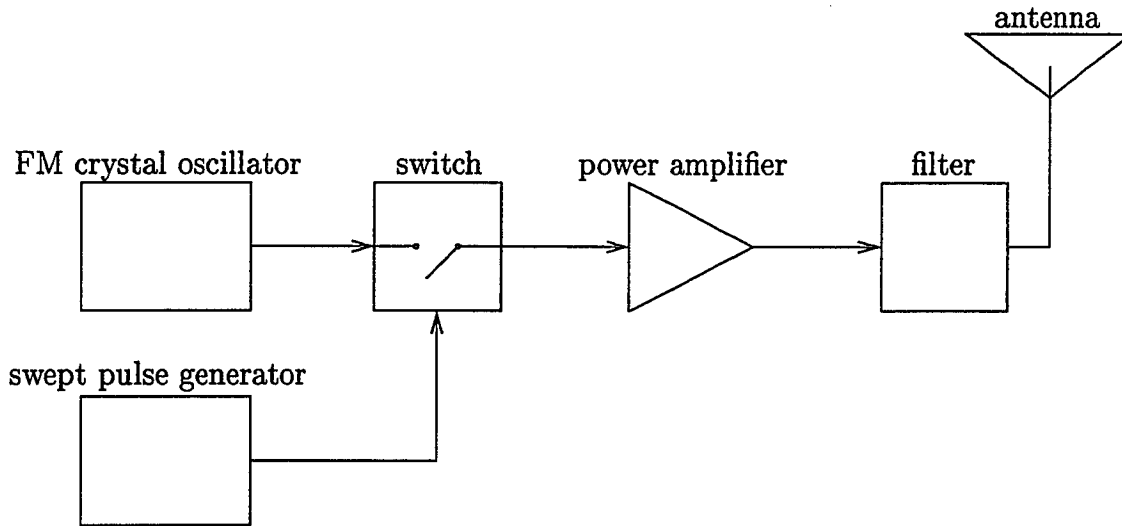 antenna
FM crystal oscillator
switch
power amplifier
filter
swept pulse generator